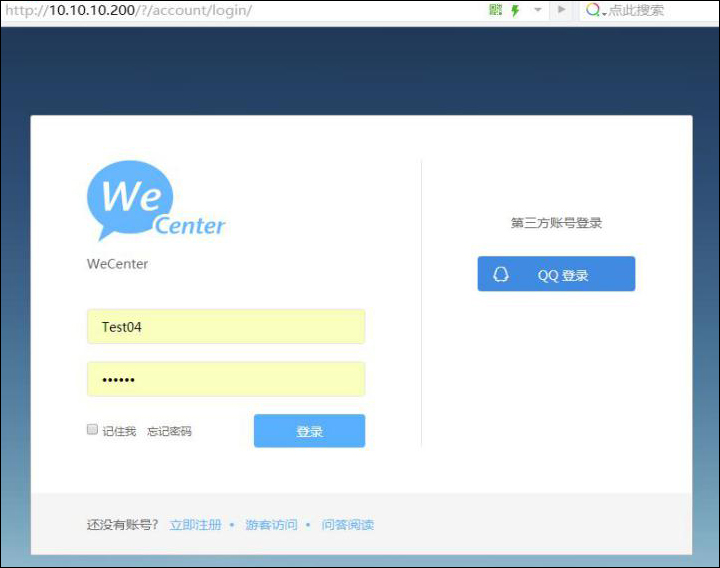 http://10.10.10.200/?/account/login/
点此搜索
We Center
WeCenter
Test04
••••••
记住我 忘记密码
登录
第三方账号登录
QQ 登录
还没有账号? 立即注册 • 游客访问 • 问答阅读